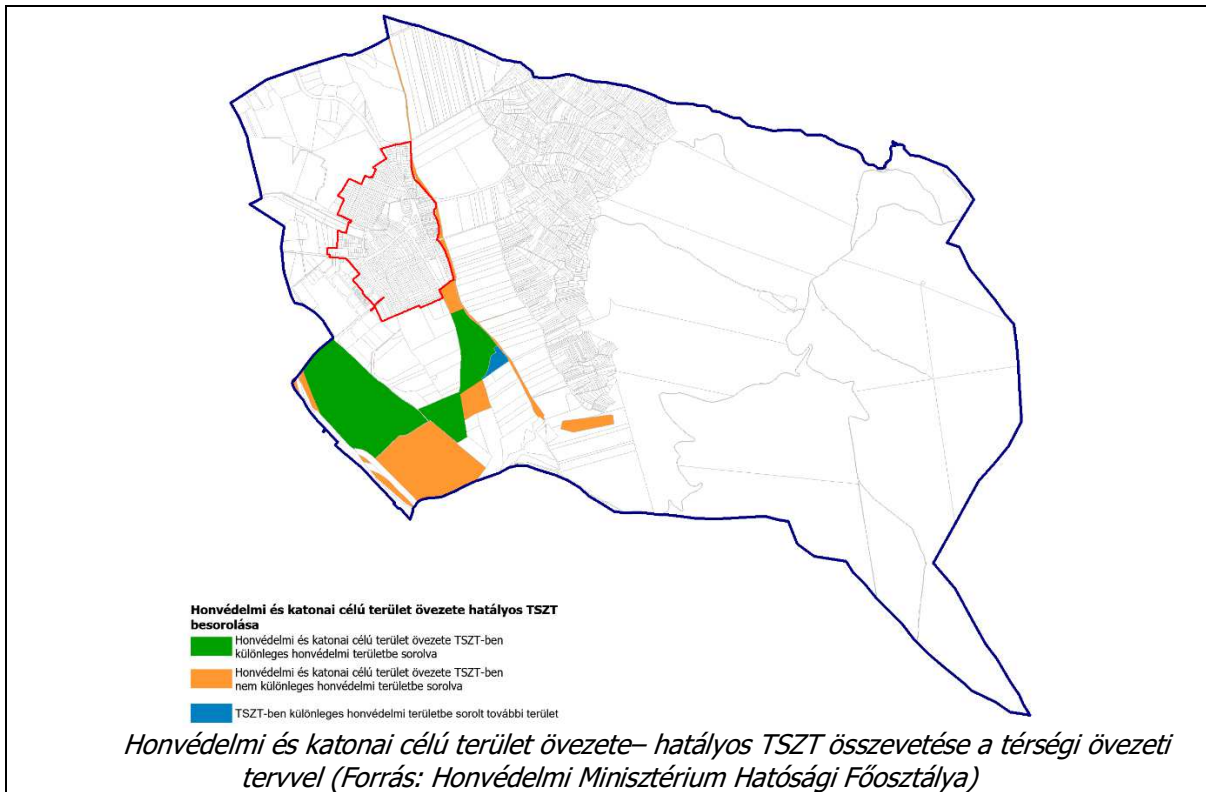 Honvédelmi és katonai célú terület övezete hatályos TSZT
besorolása
Honvédelmi és katonai célú terület övezete TSZT-ben
különleges honvédelmi területbe sorolva
Honvédelmi és katonai célú terület övezete TSZT-ben
nem különleges honvédelmi területbe sorolva
TSZT-ben különleges honvédelmi területbe sorolt további terület
Honvédelmi és katonai célú terület övezete– hatályos TSZT összevetése a térségi övezeti
tervvel (Forrás: Honvédelmi Minisztérium Hatósági Főosztálya)